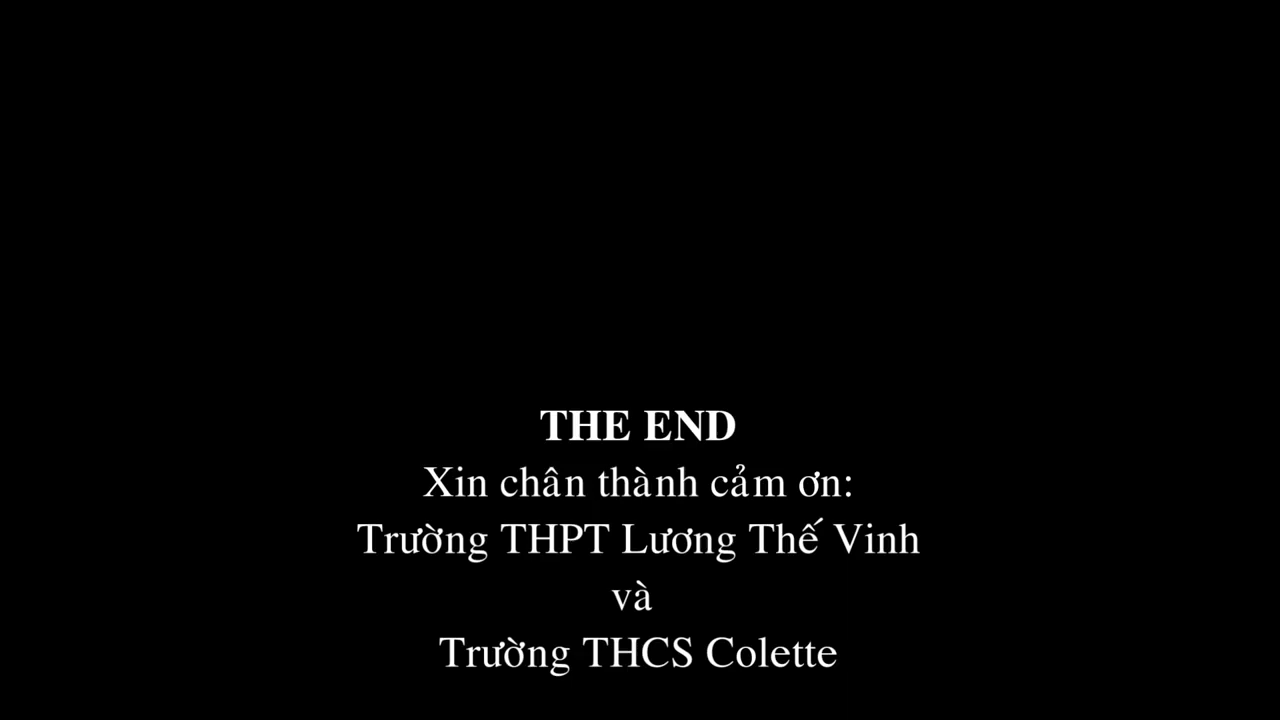 THE END
Xin chân thành cảm ơn:
Trường THPT Lương Thế Vinh
và
Trường THCS Colette